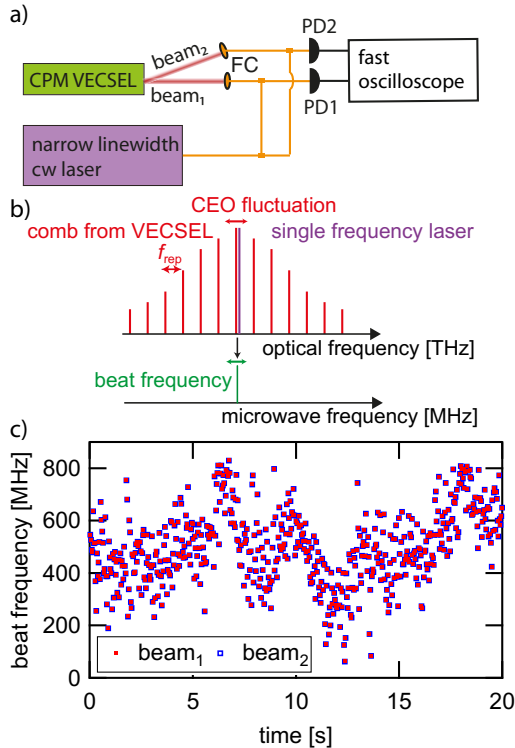 a)
CPM VECSEL
beam₂
beam₁
FC
PD2
PD1
fast
oscilloscope
narrow linewidth
cw laser
b)
CEO fluctuation
comb from VECSEL
single frequency laser
f_rep
optical frequency [THz]
beat frequency
microwave frequency [MHz]
c)
beat frequency [MHz]
800
600
400
200
0
beam₁ beam₂
0 5 10 15 20
time [s]